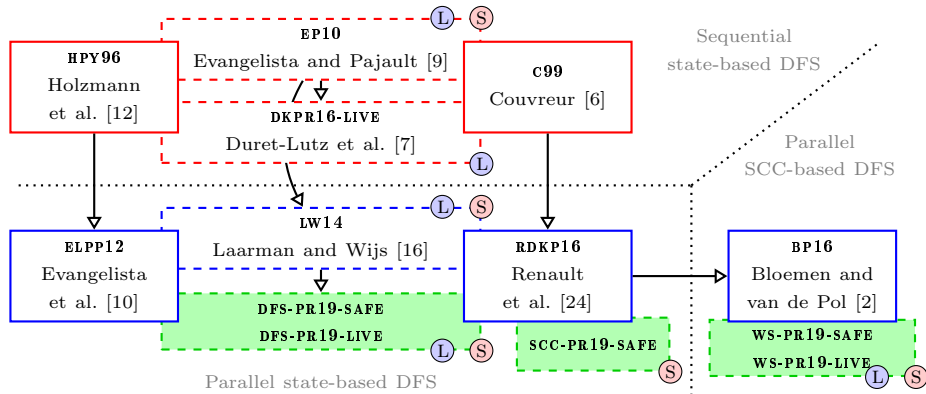 L
S
EP10
Evangelista and Pajault [9]
HPY96
Holzmann
et al. [12]
C99
Couvreur [6]
Sequential
state-based DFS
DKPR16-LIVE
Duret-Lutz et al. [7]
L
Parallel
SCC-based DFS
L
S
LW14
Laarman and Wijs [16]
ELPP12
Evangelista
et al. [10]
RDKP16
Renault
et al. [24]
BP16
Bloemen and
van de Pol [2]
DFS-PR19-SAFE
DFS-PR19-LIVE
L
S
SCC-PR19-SAFE
S
WS-PR19-SAFE
WS-PR19-LIVE
L
S
Parallel state-based DFS